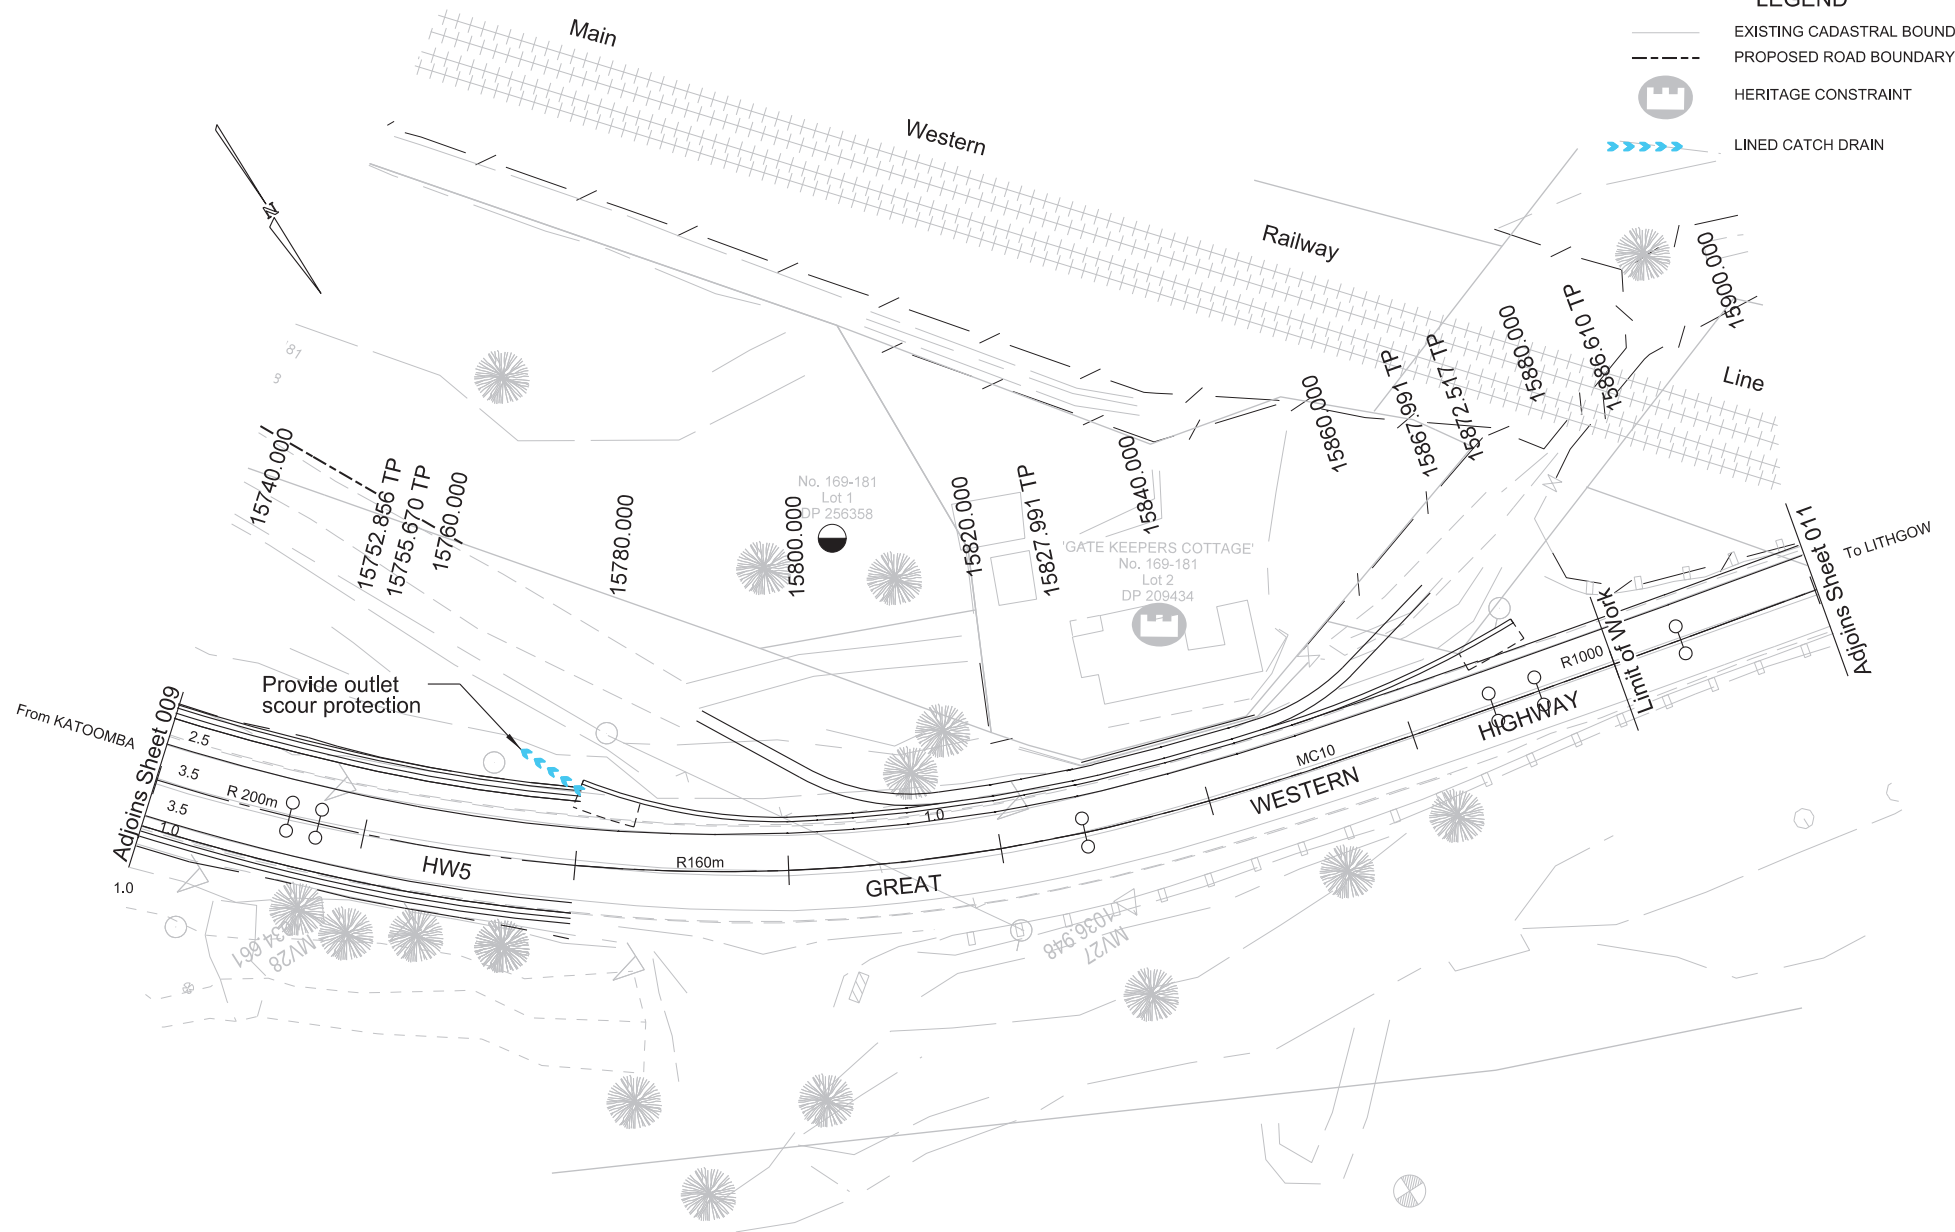 LEGEND
EXISTING CADASTRAL BOUND
PROPOSED ROAD BOUNDARY
HERITAGE CONSTRAINT
LINED CATCH DRAIN
Main
Western
Railway
Line
N
15740.000
15752.856 TP
15755.670 TP
15760.000
15780.000
15800.000
15820.000
15827.991 TP
15840.000
15860.000
15867.991 TP
15872.517 TP
15880.000
15886.610 TP
15900.000
81
No. 169-181
Lot 1
DP 256358
'GATE KEEPERS COTTAGE'
No. 169-181
Lot 2
DP 209434
Provide outlet
scour protection
From KATOOMBA
Adjoins Sheet 009
2.5
3.5
3.5
1.0
1.0
R 200m
HW5
R160m
GREAT
1.0
WESTERN
MC10
HIGHWAY
R1000
Limit of Work
Adjoins Sheet 011
To LITHGOW
MV28
MV27
1036.948